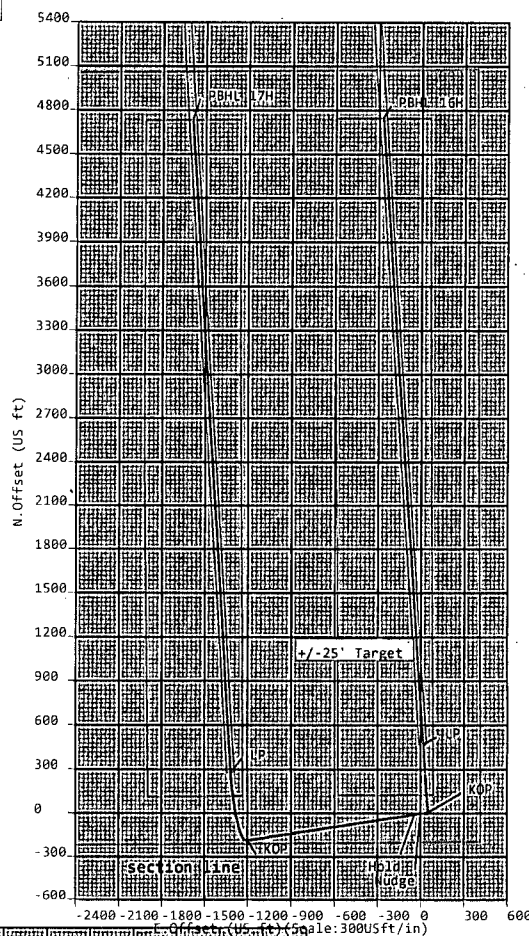 5400
5100
4800
4500
4200
3900
3600
3300
3000
2700
2400
2100
1800
1500
1200
900
600
300
0
-300
-600
N.Offset (US ft)
PBHL 17H
PBHL 16H
+/-25' Target
LP
LP
KOP
KOP
Hold
Nudge
section line
-2400 -2100 -1800 -1500 -1200 -900 -600 -300 0 300 600
E.Offset (US ft)(Scale:300USft/in)